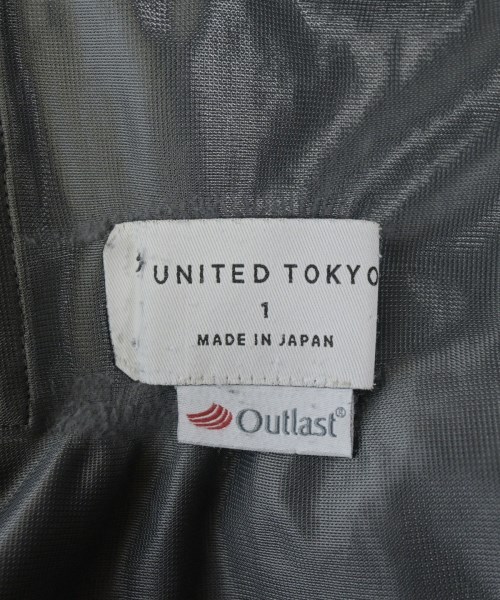 UNITED TOKYO
1
MADE IN JAPAN
Outlast®